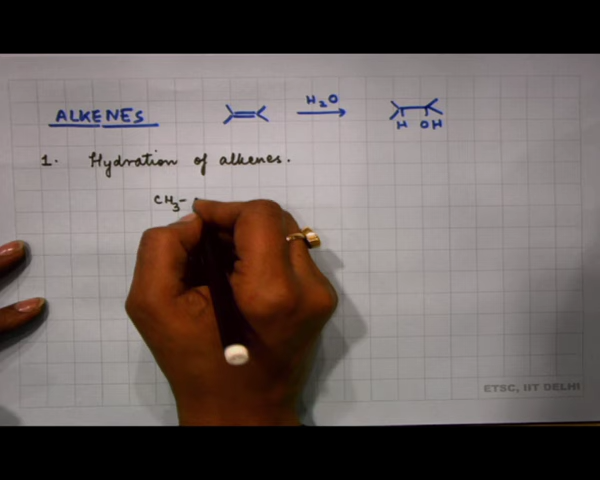 ALKENES >=< H₂O → >–< H OH
1. Hydration of alkenes.
CH₃–
ETSC, IIT DELHI